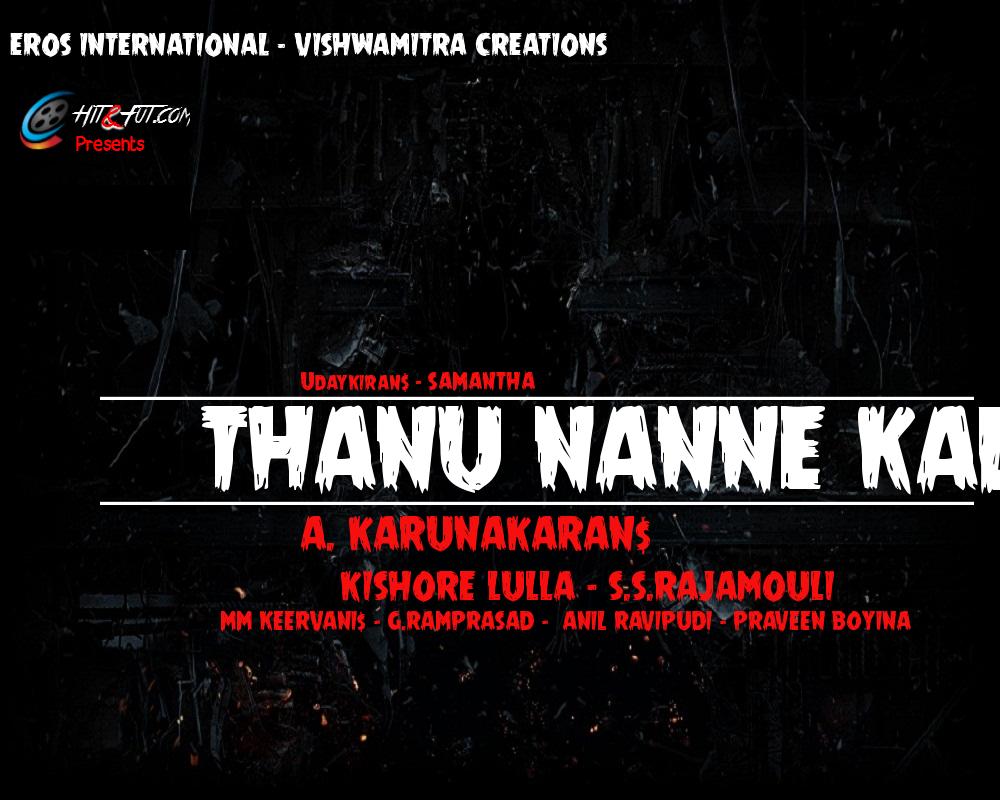 EROS INTERNATIONAL - VISHWAMITRA CREATIONS
HIT&FUT.COM
Presents
UDAYKIRAN$ - SAMANTHA
THANU NANNE
A. KARUNAKARAN$
KISHORE LULLA - S.S.RAJAMOULI
MM KEERVANI$ - G.RAMPRASAD - ANIL RAVIPUDI - PRAVEEN BOYINA